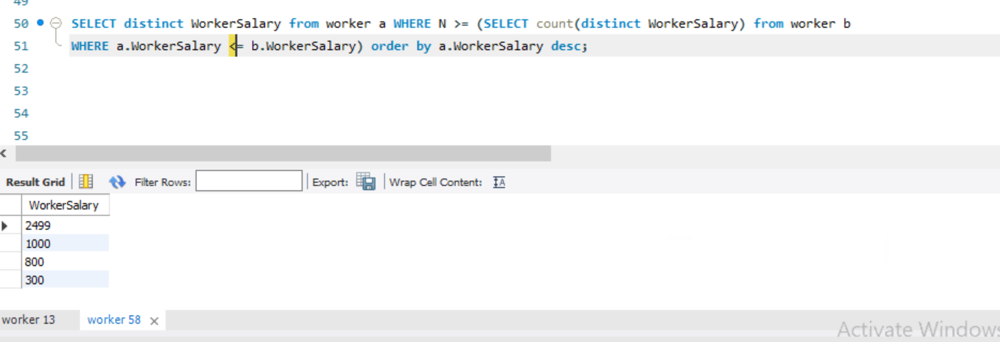 49
50 SELECT distinct WorkerSalary from worker a WHERE N >= (SELECT count(distinct WorkerSalary) from worker b
51 WHERE a.WorkerSalary <= b.WorkerSalary) order by a.WorkerSalary desc;
52
53
54
55
Result Grid Filter Rows: Export: Wrap Cell Content:
WorkerSalary
2499
1000
800
300
worker 13 worker 58
Activate Windows